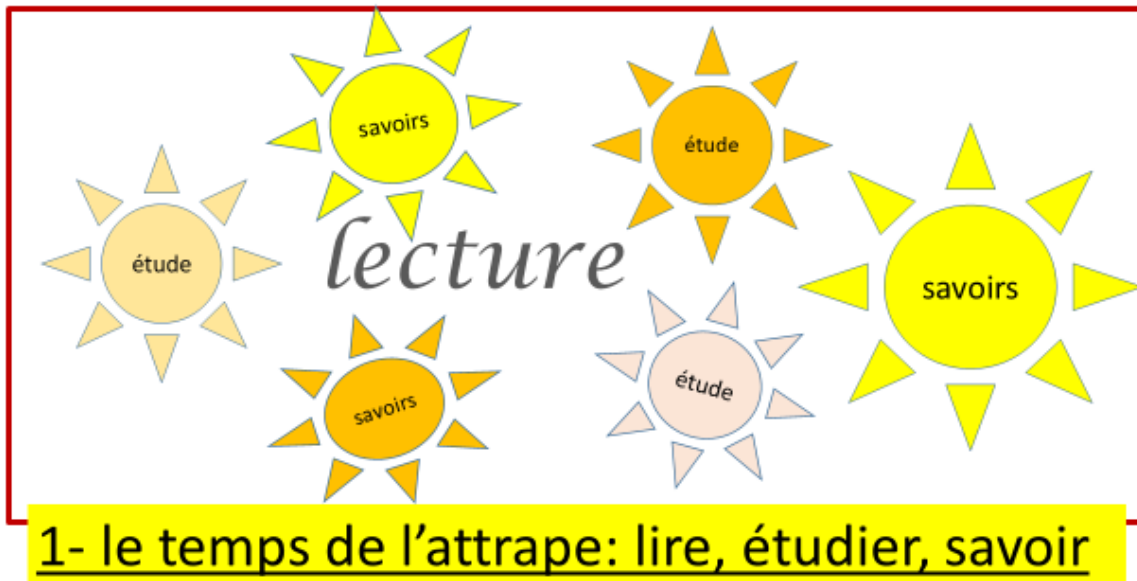 savoirs
étude
étude
lecture
savoirs
étude
savoirs
1- le temps de l’attrape: lire, étudier, savoir